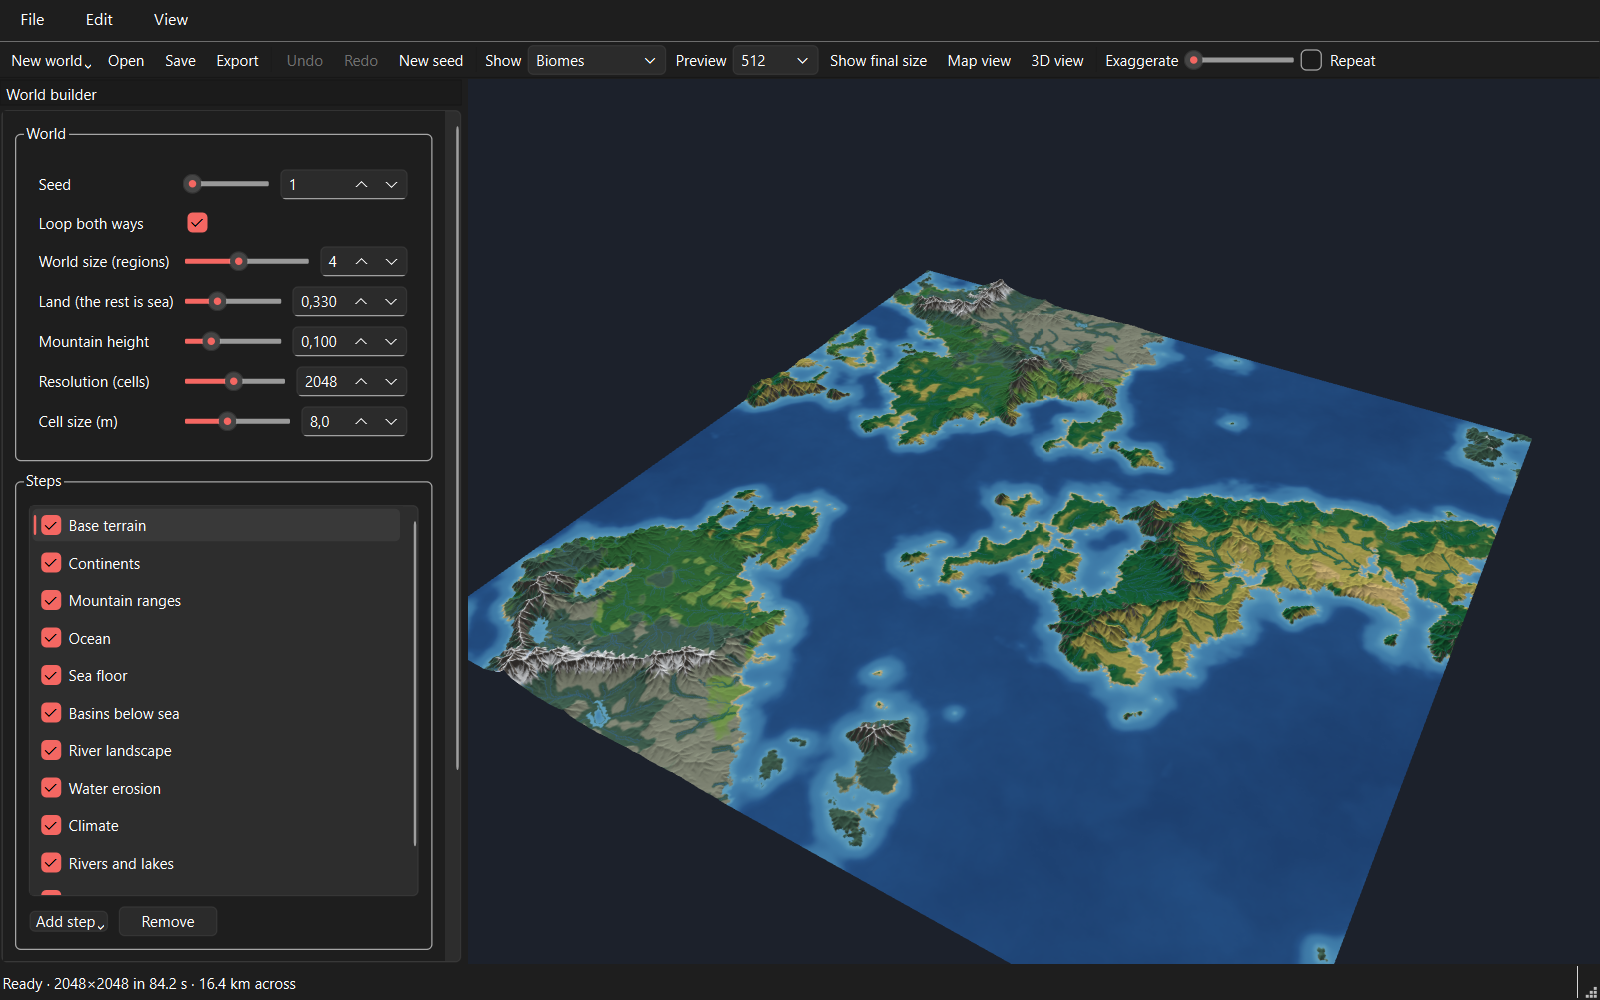 File Edit View
New world Open Save Export Undo Redo New seed Show Biomes Preview 512 Show final size Map view 3D view Exaggerate Repeat
World builder
World
Seed 1
Loop both ways
World size (regions) 4
Land (the rest is sea) 0,330
Mountain height 0,100
Resolution (cells) 2048
Cell size (m) 8,0
Steps
Base terrain
Continents
Mountain ranges
Ocean
Sea floor
Basins below sea
River landscape
Water erosion
Climate
Rivers and lakes
Add step Remove
Ready · 2048×2048 in 84.2 s · 16.4 km across